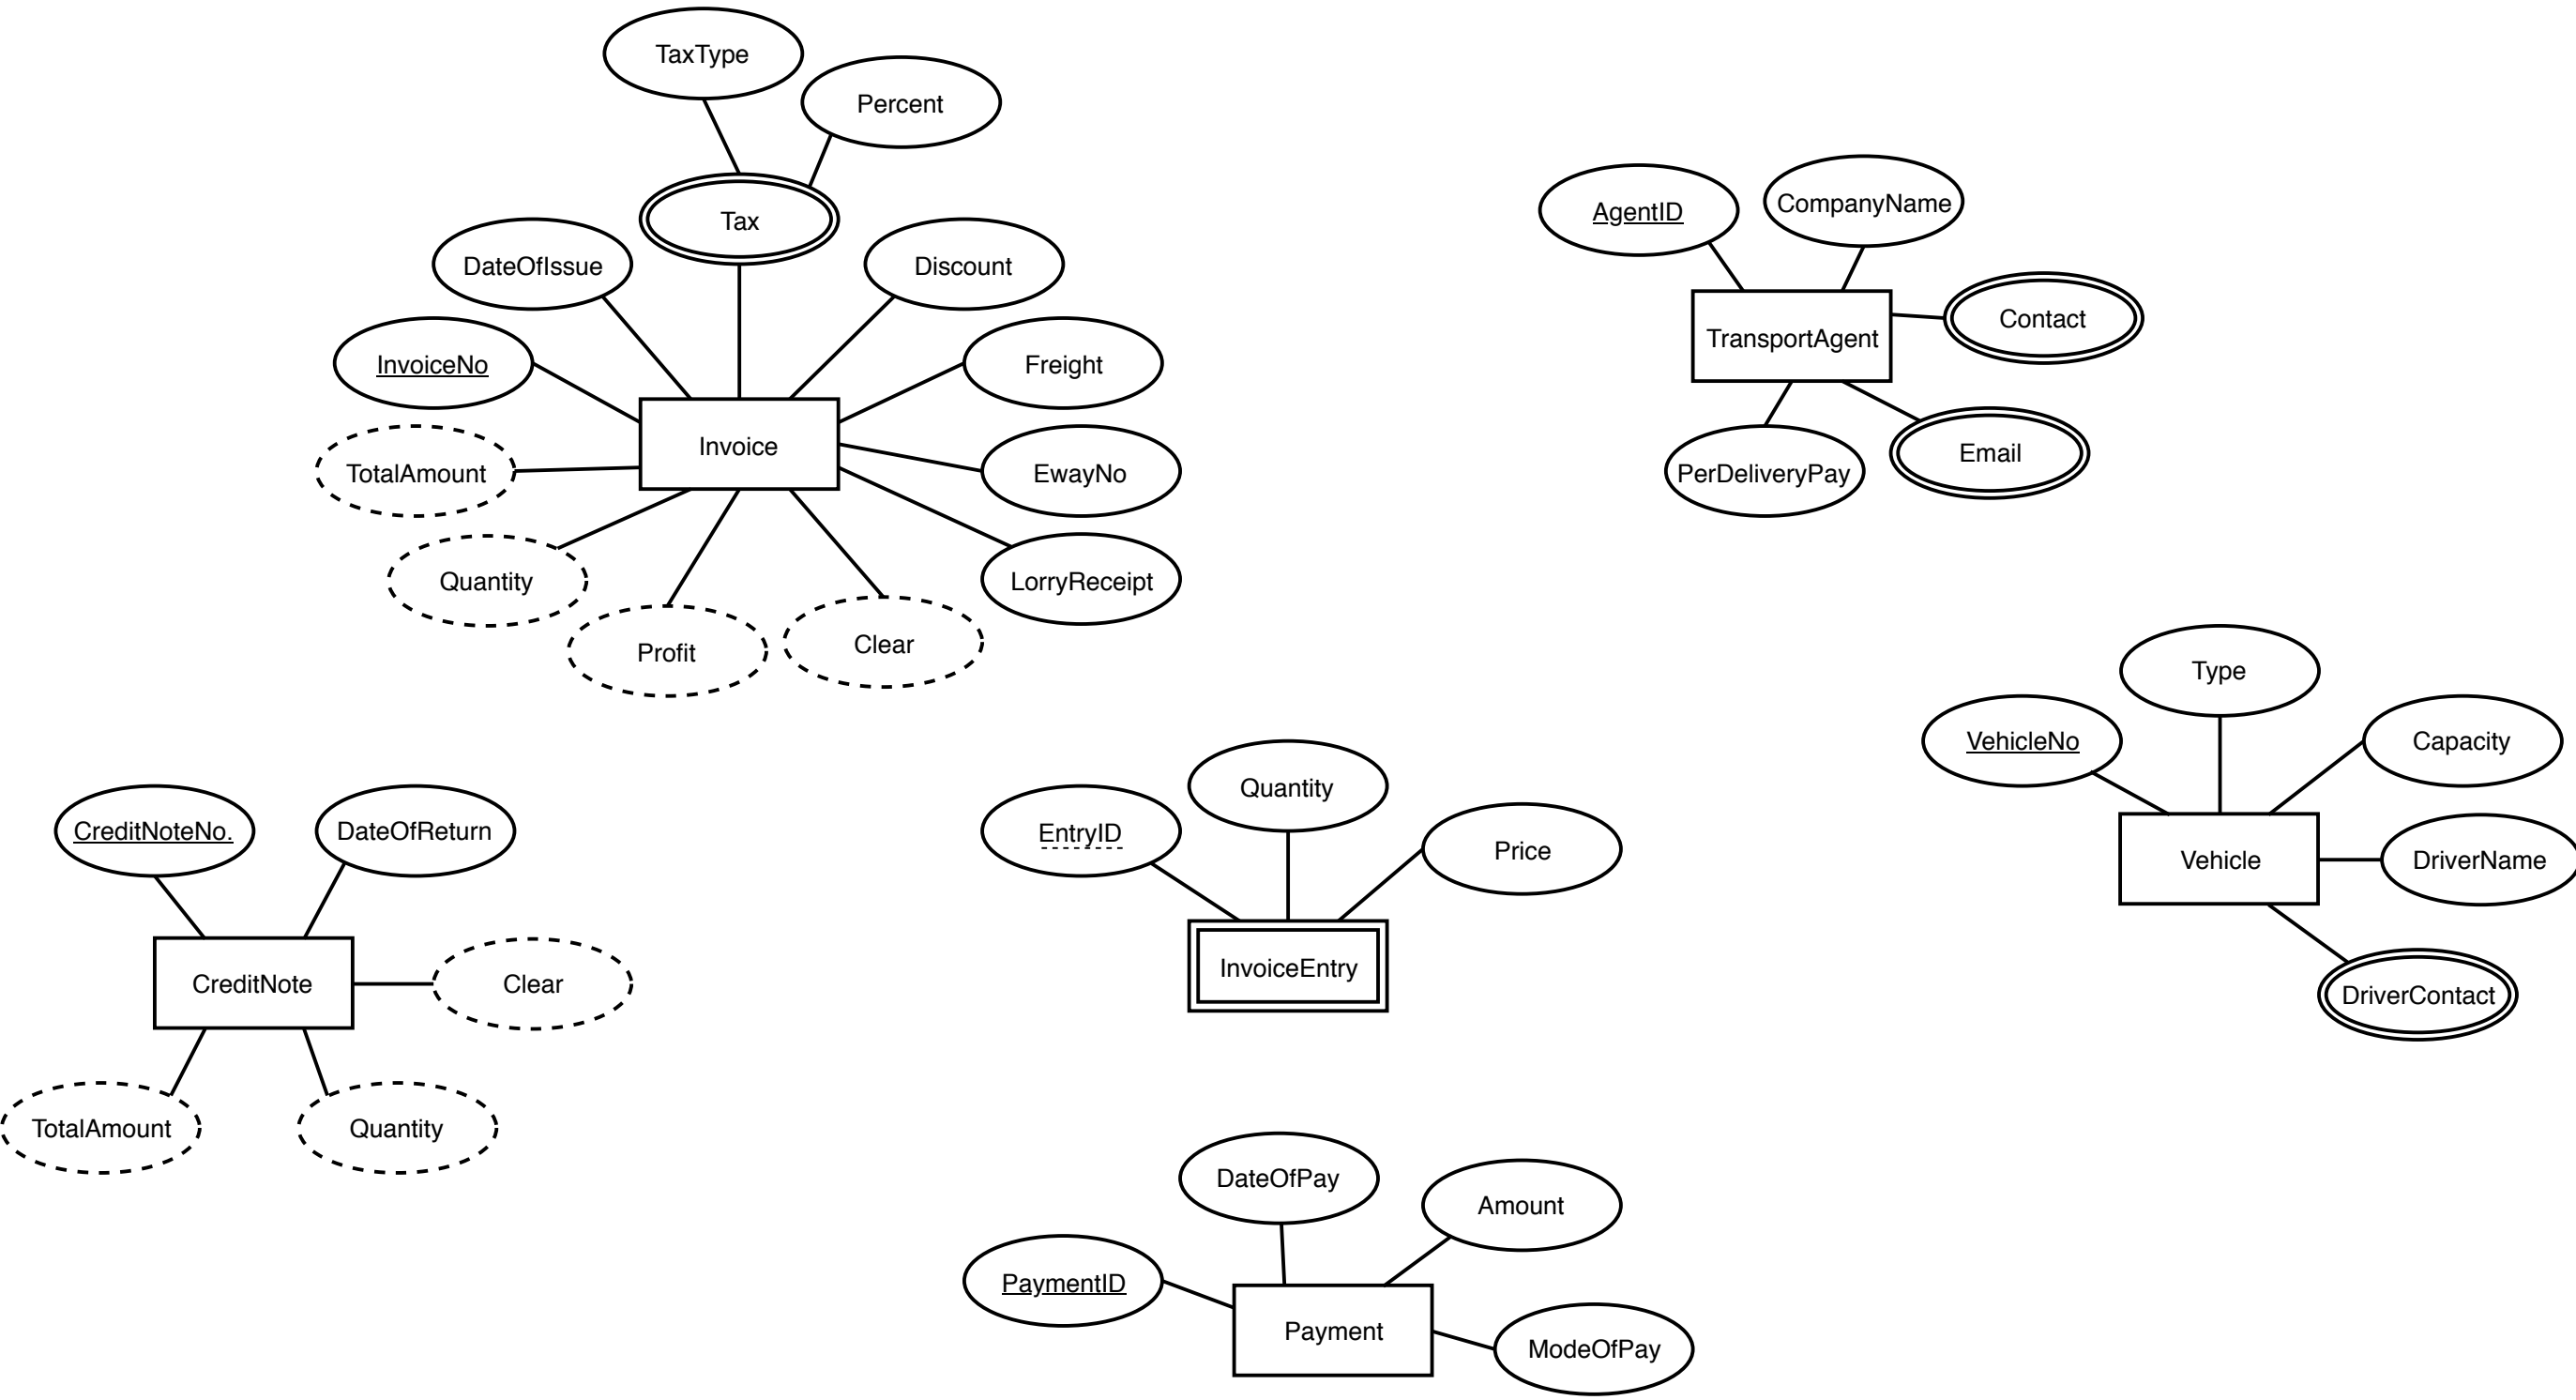 TaxType
Percent
Tax
DateOfIssue
Discount
InvoiceNo
Freight
Invoice
TotalAmount
EwayNo
Quantity
LorryReceipt
Profit
Clear
AgentID
CompanyName
Contact
TransportAgent
PerDeliveryPay
Email
Type
VehicleNo
Capacity
Vehicle
DriverName
DriverContact
CreditNoteNo.
DateOfReturn
CreditNote
Clear
TotalAmount
Quantity
EntryID
Quantity
Price
InvoiceEntry
DateOfPay
Amount
PaymentID
Payment
ModeOfPay